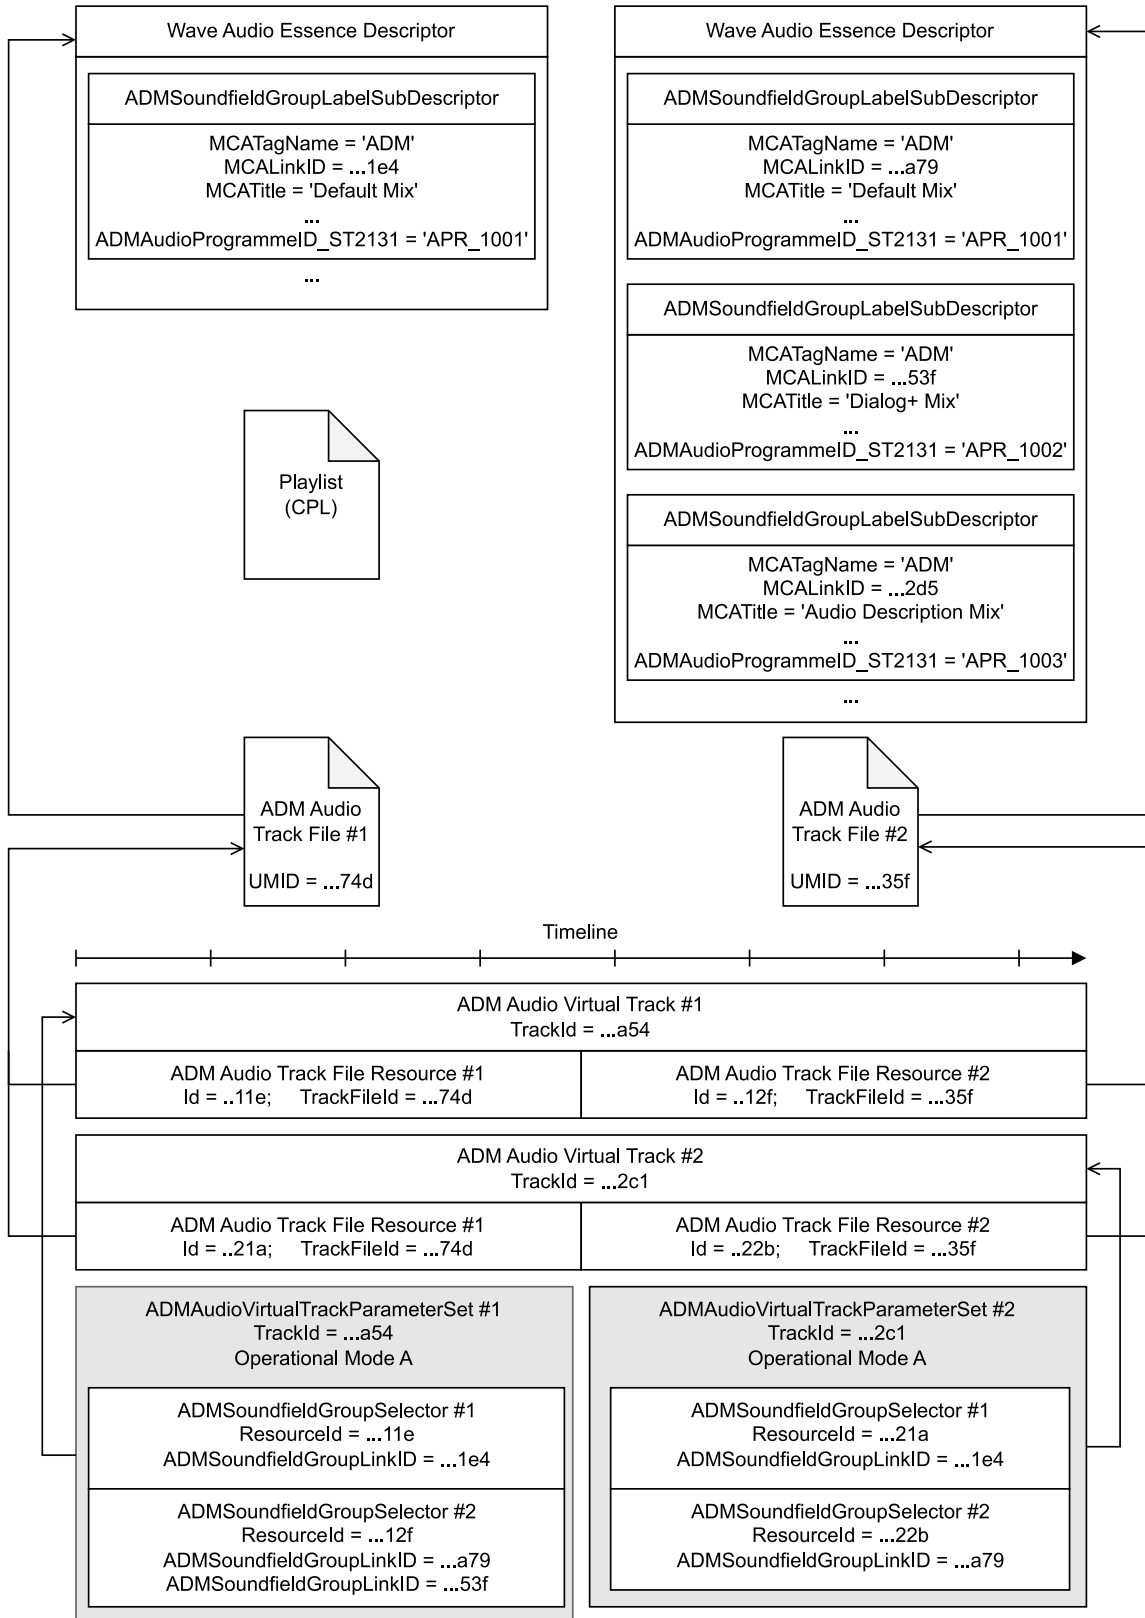 Wave Audio Essence Descriptor
ADMSoundfieldGroupLabelSubDescriptor
MCATagName = 'ADM'
MCALinkID = ...1e4
MCATitle = 'Default Mix'
...
ADMAudioProgrammeID_ST2131 = 'APR_1001'
...
Wave Audio Essence Descriptor
ADMSoundfieldGroupLabelSubDescriptor
MCATagName = 'ADM'
MCALinkID = ...a79
MCATitle = 'Default Mix'
...
ADMAudioProgrammeID_ST2131 = 'APR_1001'
ADMSoundfieldGroupLabelSubDescriptor
MCATagName = 'ADM'
MCALinkID = ...53f
MCATitle = 'Dialog+ Mix'
...
ADMAudioProgrammeID_ST2131 = 'APR_1002'
ADMSoundfieldGroupLabelSubDescriptor
MCATagName = 'ADM'
MCALinkID = ...2d5
MCATitle = 'Audio Description Mix'
...
ADMAudioProgrammeID_ST2131 = 'APR_1003'
...
Playlist
(CPL)
ADM Audio
Track File #1
UMID = ...74d
ADM Audio
Track File #2
UMID = ...35f
Timeline
ADM Audio Virtual Track #1
TrackId = ...a54
ADM Audio Track File Resource #1
Id = ..11e; TrackFileId = ...74d
ADM Audio Track File Resource #2
Id = ..12f; TrackFileId = ...35f
ADM Audio Virtual Track #2
TrackId = ...2c1
ADM Audio Track File Resource #1
Id = ..21a; TrackFileId = ...74d
ADM Audio Track File Resource #2
Id = ..22b; TrackFileId = ...35f
ADMAudioVirtualTrackParameterSet #1
TrackId = ...a54
Operational Mode A
ADMSoundfieldGroupSelector #1
ResourceId = ...11e
ADMSoundfieldGroupLinkID = ...1e4
ADMSoundfieldGroupSelector #2
ResourceId = ...12f
ADMSoundfieldGroupLinkID = ...a79
ADMSoundfieldGroupLinkID = ...53f
ADMAudioVirtualTrackParameterSet #2
TrackId = ...2c1
Operational Mode A
ADMSoundfieldGroupSelector #1
ResourceId = ...21a
ADMSoundfieldGroupLinkID = ...1e4
ADMSoundfieldGroupSelector #2
ResourceId = ...22b
ADMSoundfieldGroupLinkID = ...a79